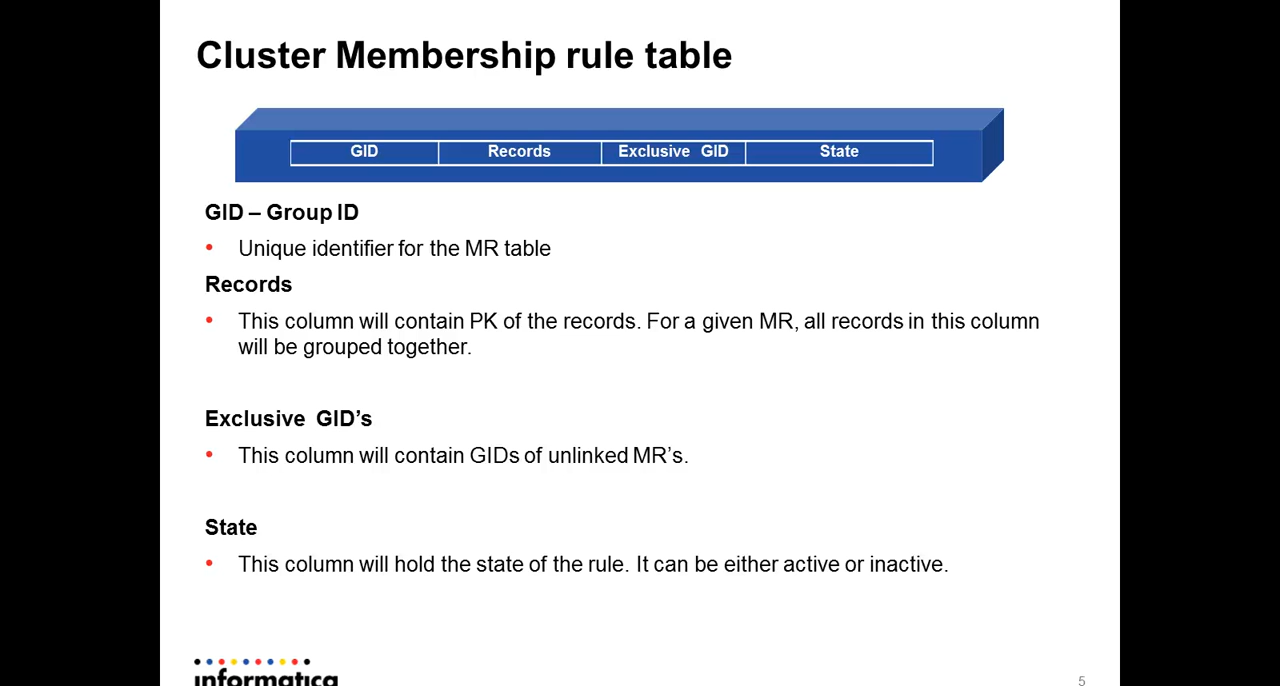 Cluster Membership rule table
GID Records Exclusive GID State
GID – Group ID
• Unique identifier for the MR table
Records
• This column will contain PK of the records. For a given MR, all records in this column
will be grouped together.
Exclusive GID’s
• This column will contain GIDs of unlinked MR’s.
State
• This column will hold the state of the rule. It can be either active or inactive.
informatica
5